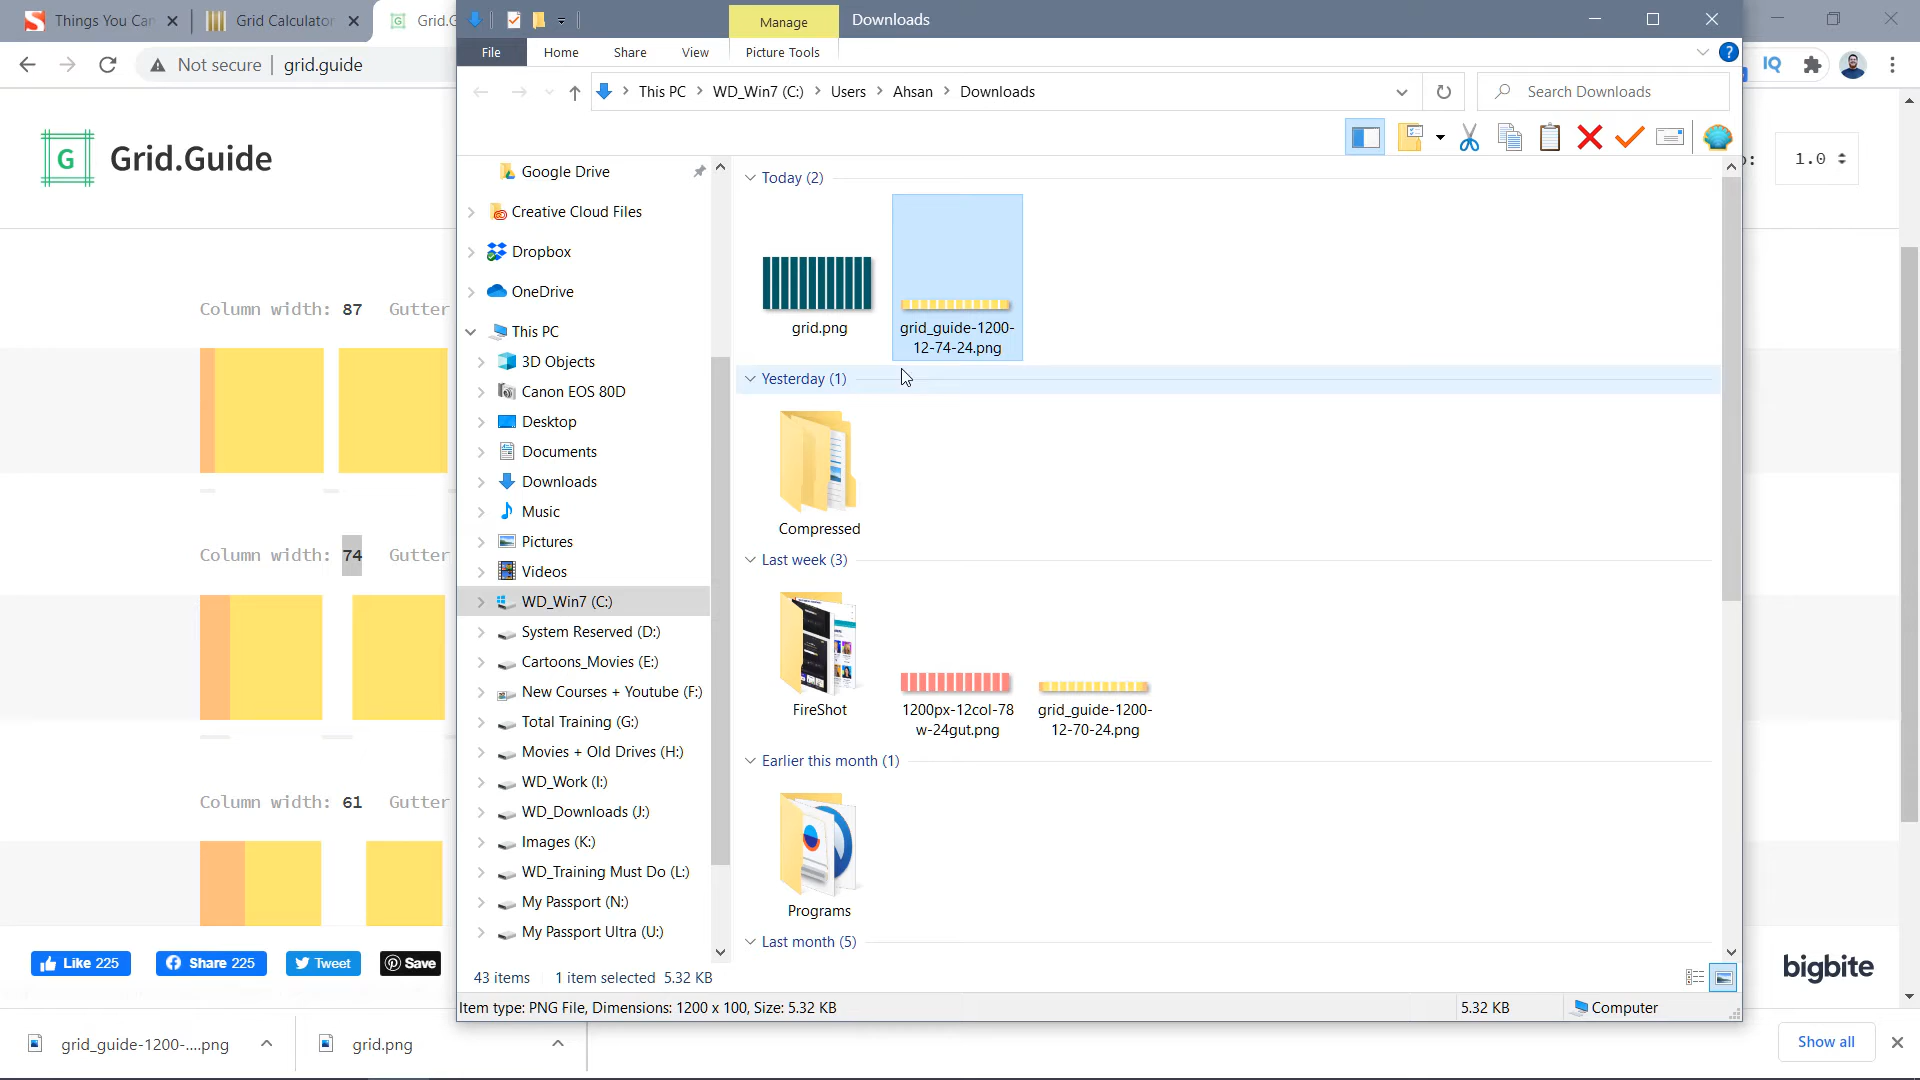 Things You Can
Grid Calculator
Grid.G
Manage
Downloads
File
Home
Share
View
Picture Tools
Not secure
grid.guide
This PC
WD_Win7 (C:)
Users
Ahsan
Downloads
Search Downloads
G
Grid.Guide
1.0
Google Drive
Creative Cloud Files
Dropbox
OneDrive
This PC
3D Objects
Canon EOS 80D
Desktop
Documents
Downloads
Music
Pictures
Videos
WD_Win7 (C:)
System Reserved (D:)
Cartoons_Movies (E:)
New Courses + Youtube (F:)
Total Training (G:)
Movies + Old Drives (H:)
WD_Work (I:)
WD_Downloads (J:)
Images (K:)
WD_Training Must Do (L:)
My Passport (N:)
My Passport Ultra (U:)
Today (2)
grid.png
grid_guide-1200-
12-74-24.png
Yesterday (1)
Compressed
Last week (3)
FireShot
1200px-12col-78
w-24gut.png
grid_guide-1200-
12-70-24.png
Earlier this month (1)
Programs
Last month (5)
Column width: 87 Gutter
Column width: 74 Gutter
Column width: 61 Gutter
Like 225
Share 225
Tweet
Save
bigbite
43 items
1 item selected 5.32 KB
Item type: PNG File, Dimensions: 1200 x 100, Size: 5.32 KB
5.32 KB
Computer
grid_guide-1200-....png
grid.png
Show all